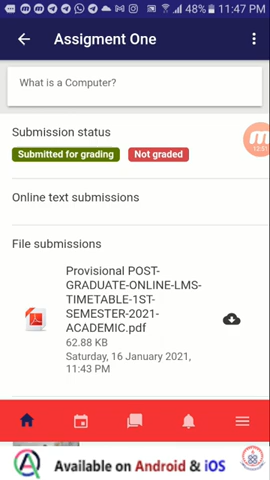 48% 11:47 PM
Assigment One
What is a Computer?
Submission status
Submitted for grading Not graded
Online text submissions
File submissions
Provisional POST-
GRADUATE-ONLINE-LMS-
TIMETABLE-1ST-
SEMESTER-2021-
ACADEMIC.pdf
62.88 KB
Saturday, 16 January 2021,
11:43 PM
Available on Android & iOS